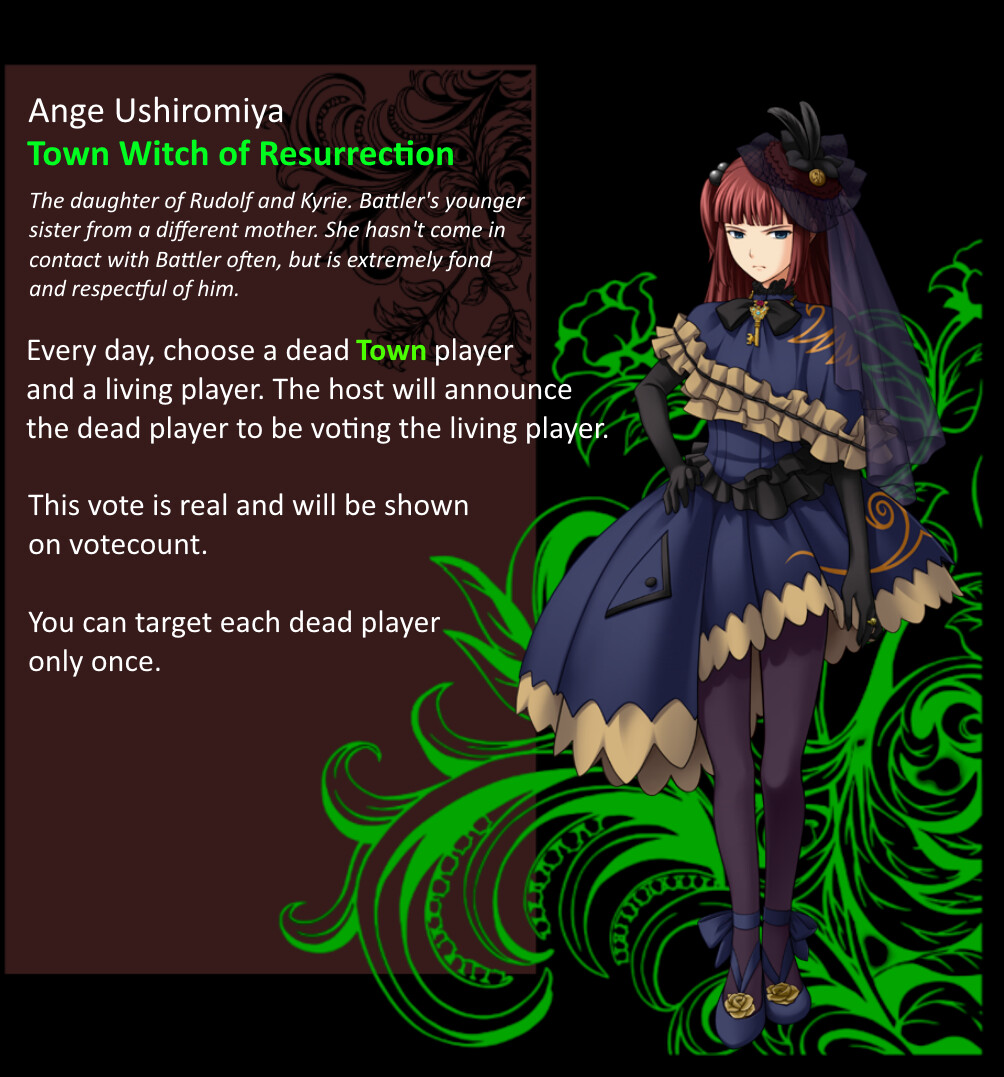 Ange Ushiromiya
Town Witch of Resurrection
The daughter of Rudolf and Kyrie. Battler's younger
sister from a different mother. She hasn't come in
contact with Battler often, but is extremely fond
and respectful of him.
Every day, choose a dead Town player
and a living player. The host will announce
the dead player to be voting the living player.
This vote is real and will be shown
on votecount.
You can target each dead player
only once.